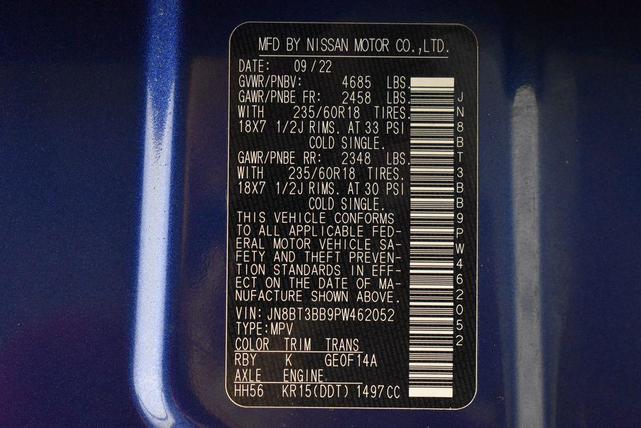 MFD BY NISSAN MOTOR CO.,LTD.
DATE: 09/22
GVWR/PNBV: 4685 LBS.
GAWR/PNBE FR: 2458 LBS.
WITH 235/60R18 TIRES.
18X7 1/2J RIMS. AT 33 PSI
COLD SINGLE.
GAWR/PNBE RR: 2348 LBS.
WITH 235/60R18 TIRES.
18X7 1/2J RIMS. AT 30 PSI
COLD SINGLE.
THIS VEHICLE CONFORMS
TO ALL APPLICABLE FED-
ERAL MOTOR VEHICLE SA-
FETY AND THEFT PREVEN-
TION STANDARDS IN EFF-
ECT ON THE DATE OF MA-
NUFACTURE SHOWN ABOVE.
VIN: JN8BT3BB9PW462052
TYPE:MPV
COLOR TRIM TRANS
RBY K GE0F14A
AXLE ENGINE
HH56 KR15(DDT) 1497CC
JN8BT3BB9PW462052